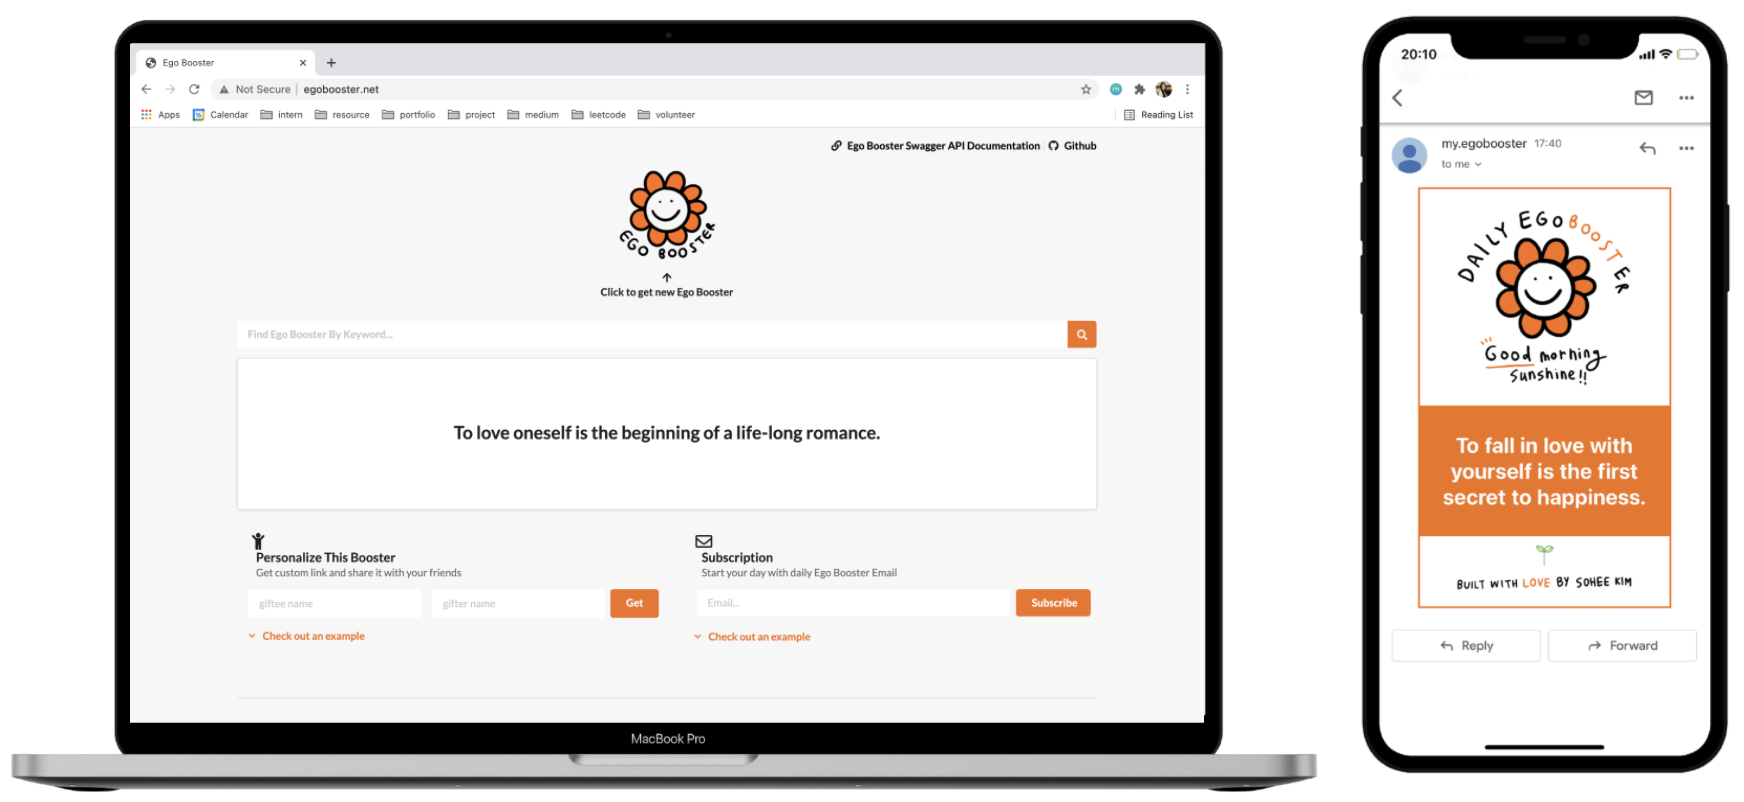 Ego Booster
Not Secure | egobooster.net
Apps
Calendar
intern
resource
portfolio
project
medium
leetcode
volunteer
Reading List
Ego Booster Swagger API Documentation
Github
EGO BOOSTER
Click to get new Ego Booster
Find Ego Booster By Keyword...
To love oneself is the beginning of a life-long romance.
Personalize This Booster
Get custom link and share it with your friends
giftee name
gifter name
Get
Check out an example
Subscription
Start your day with daily Ego Booster Email
Email...
Subscribe
Check out an example
MacBook Pro
20:10
my.egobooster 17:40
to me
DAILY EGOBOOSTER
Good morning
Sunshine!!
To fall in love with
yourself is the first
secret to happiness.
BUILT WITH LOVE BY SOHEE KIM
Reply
Forward